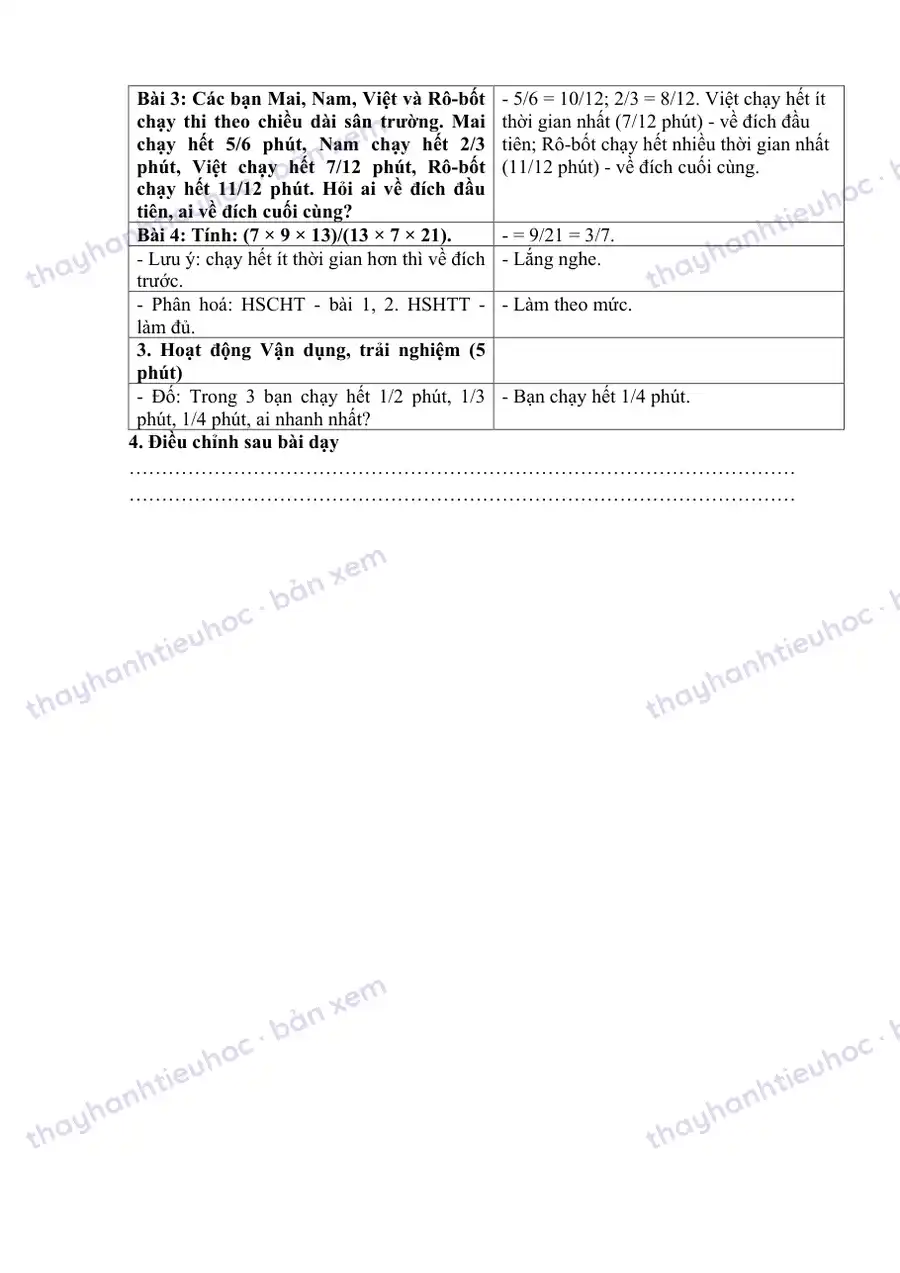 Bài 3: Các bạn Mai, Nam, Việt và Rô-bốt
chạy thi theo chiều dài sân trường. Mai
chạy hết 5/6 phút, Nam chạy hết 2/3
phút, Việt chạy hết 7/12 phút, Rô-bốt
chạy hết 11/12 phút. Hỏi ai về đích đầu
tiên, ai về đích cuối cùng?
- 5/6 = 10/12; 2/3 = 8/12. Việt chạy hết ít
thời gian nhất (7/12 phút) - về đích đầu
tiên; Rô-bốt chạy hết nhiều thời gian nhất
(11/12 phút) - về đích cuối cùng.
Bài 4: Tính: (7 × 9 × 13)/(13 × 7 × 21).
- = 9/21 = 3/7.
- Lưu ý: chạy hết ít thời gian hơn thì về đích
trước.
- Lắng nghe.
- Phân hoá: HSCHT - bài 1, 2. HSHTT -
làm đủ.
- Làm theo mức.
3. Hoạt động Vận dụng, trải nghiệm (5
phút)
- Đố: Trong 3 bạn chạy hết 1/2 phút, 1/3
phút, 1/4 phút, ai nhanh nhất?
- Bạn chạy hết 1/4 phút.
4. Điều chỉnh sau bài dạy
……………………………………………………………………………………………
……………………………………………………………………………………………
thayhanhtieuhoc · bản xem
thayhanhtieuhoc · b
thayhanhtieuhoc · bản xem
thayhanhtieuhoc · b
thayhanhtieuhoc · bản xem
thayhanhtieuhoc · b